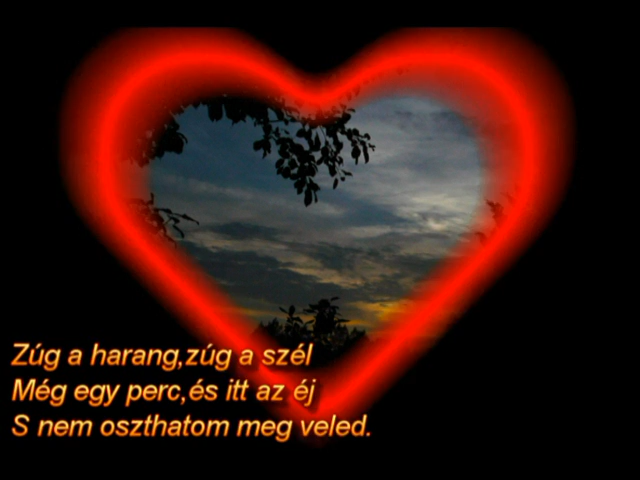 Zúg a harang,zúg a szél
Még egy perc,és itt az éj
S nem oszthatom meg veled.